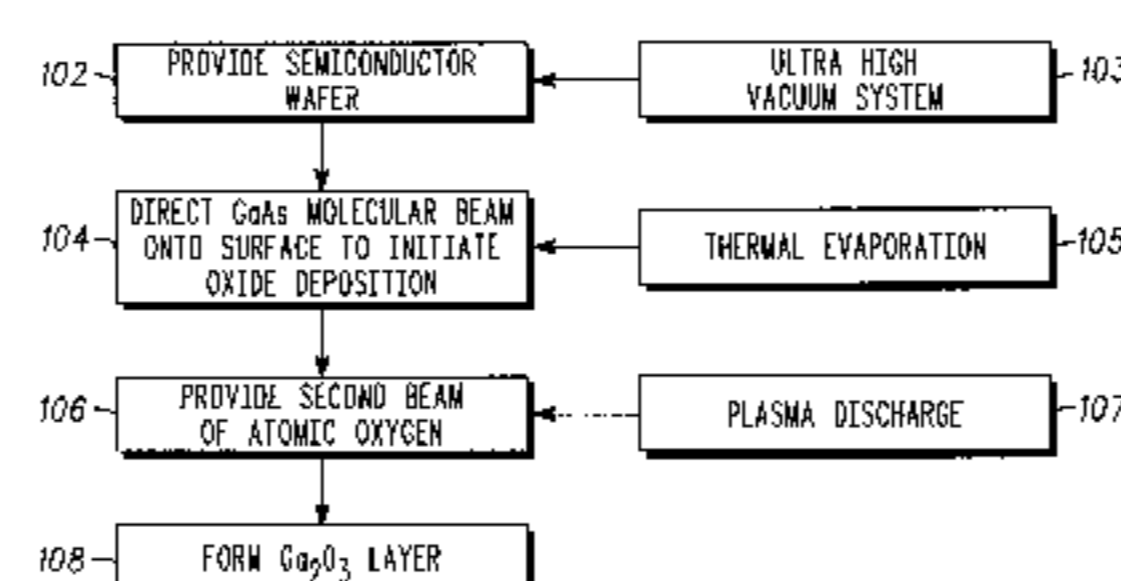 102
PROVIDE SEMICONDUCTOR
WAFER
ULTRA HIGH
VACUUM SYSTEM
103
104
DIRECT GaAs MOLECULAR BEAM
ONTO SURFACE TO INITIATE
OXIDE DEPOSITION
THERMAL EVAPORATION
105
106
PROVIDE SECOND BEAM
OF ATOMIC OXYGEN
PLASMA DISCHARGE
107
108
FORM Ga₂O₃ LAYER